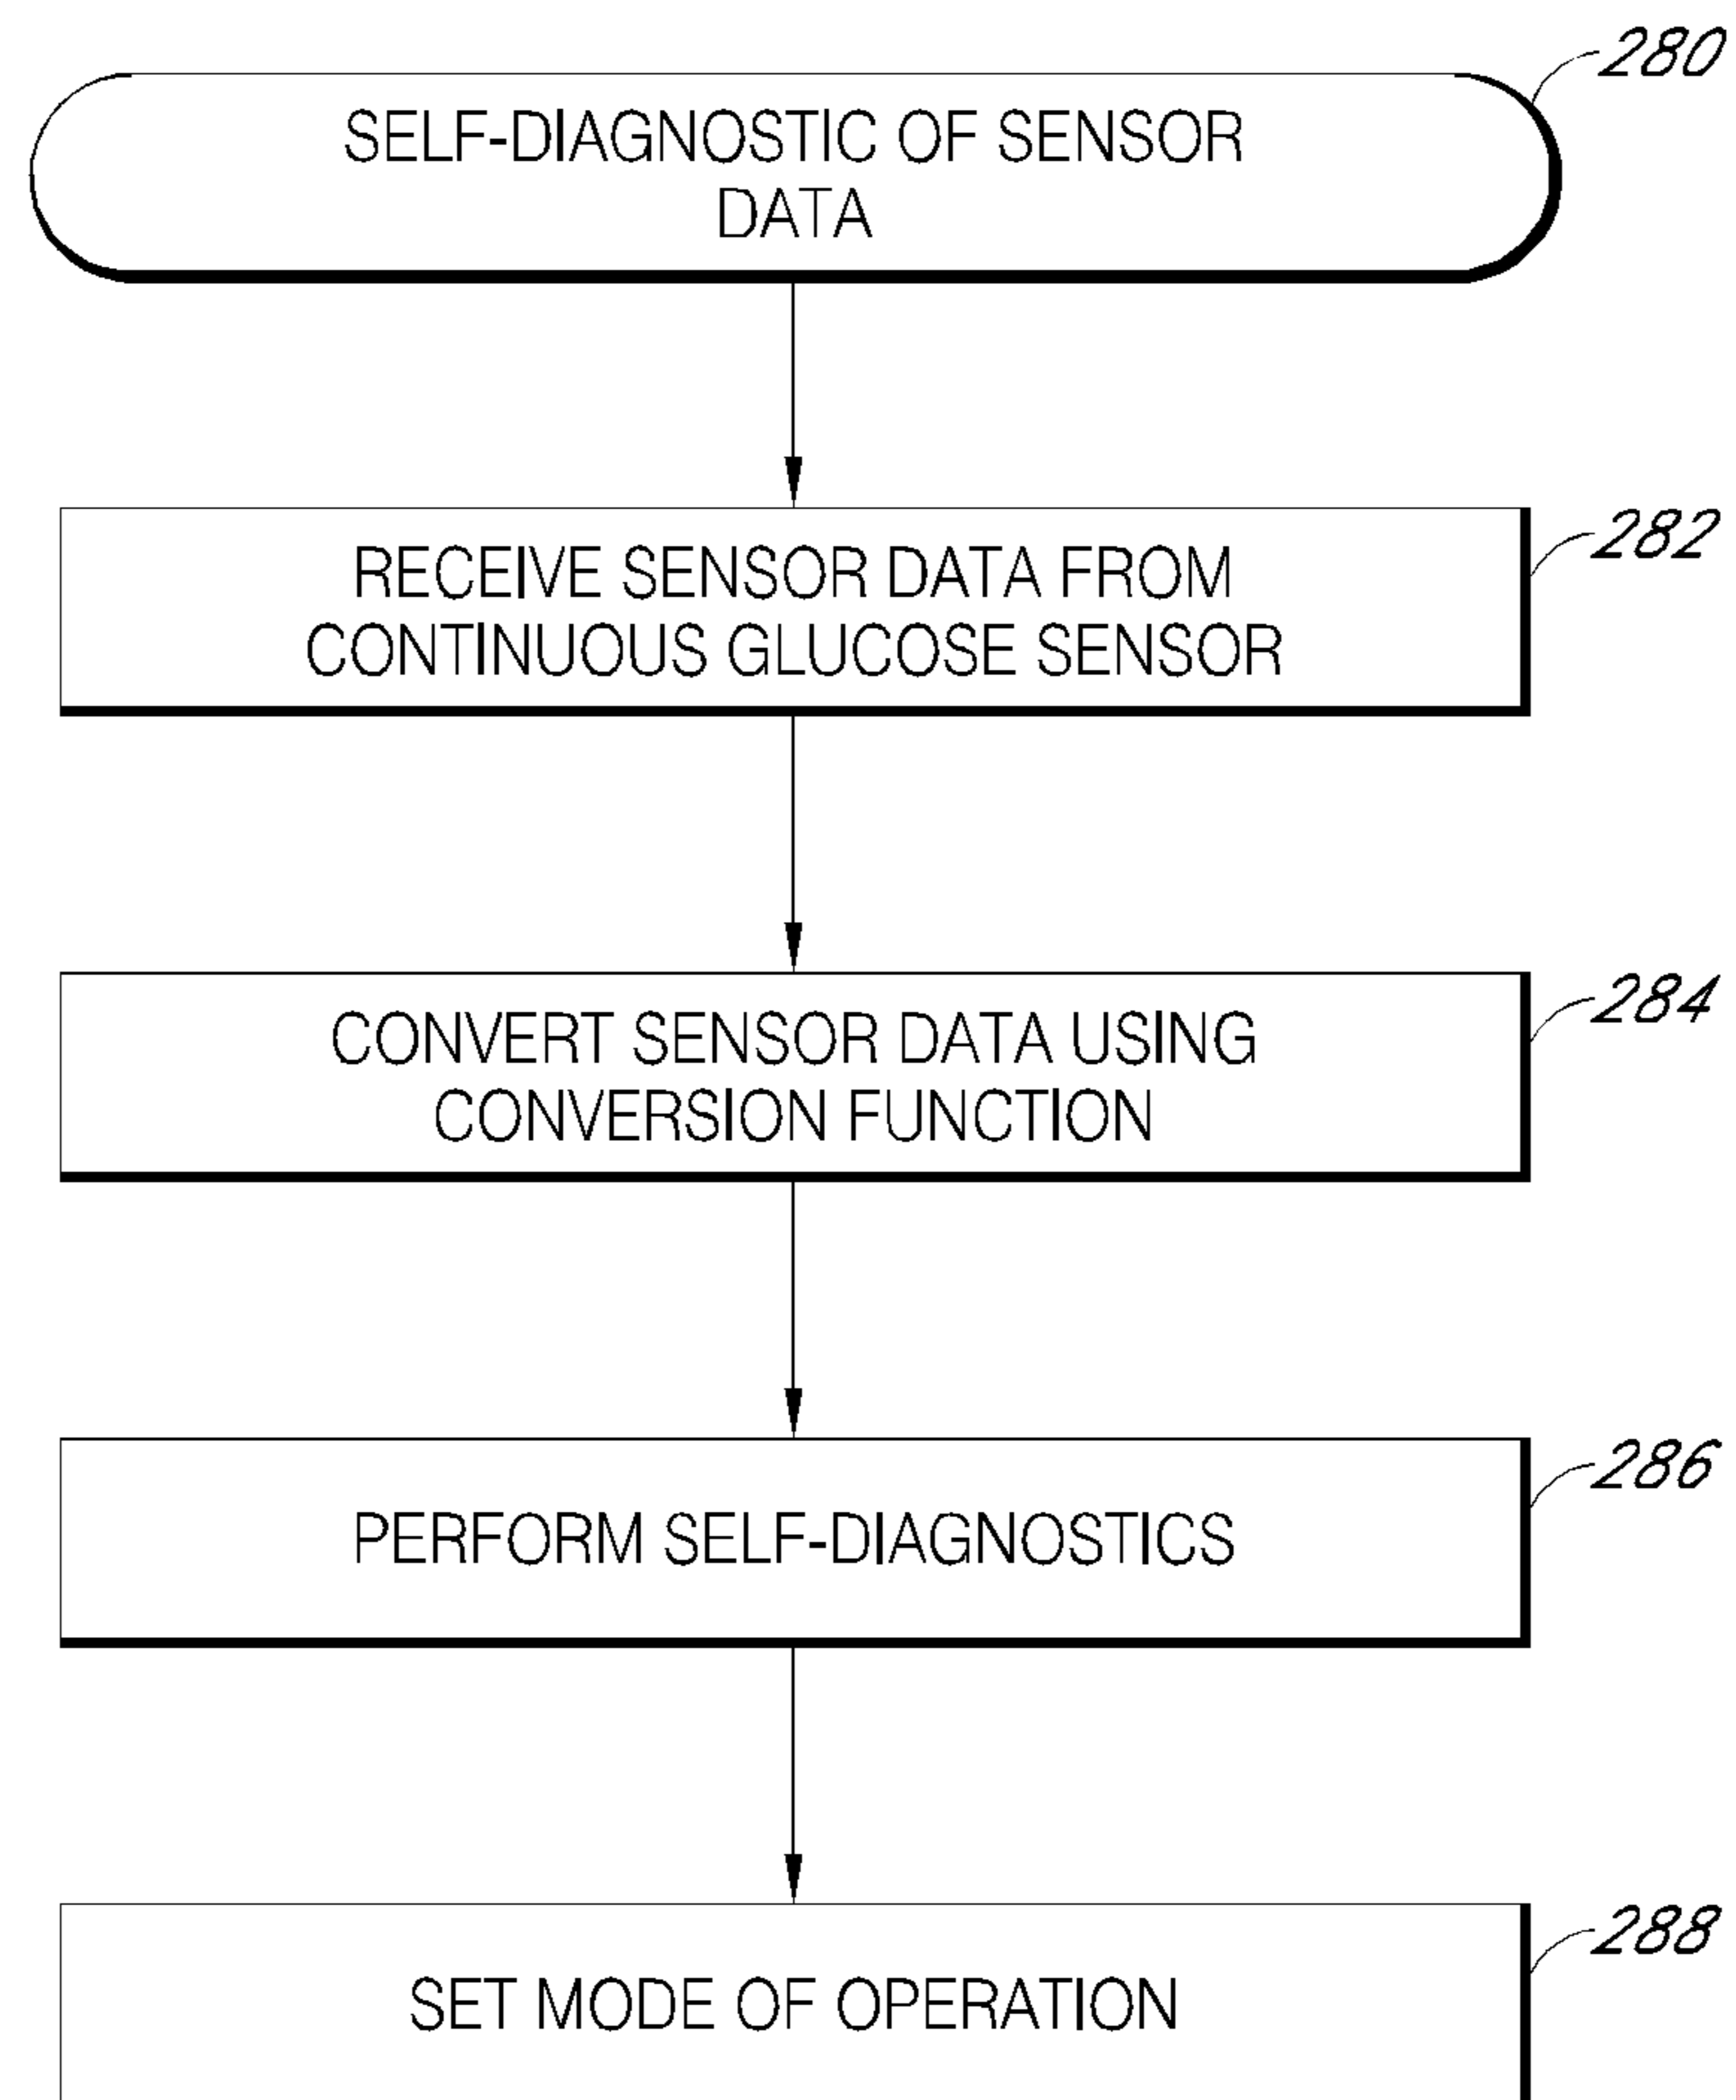 280
SELF-DIAGNOSTIC OF SENSOR
DATA
282
RECEIVE SENSOR DATA FROM
CONTINUOUS GLUCOSE SENSOR
284
CONVERT SENSOR DATA USING
CONVERSION FUNCTION
286
PERFORM SELF-DIAGNOSTICS
288
SET MODE OF OPERATION